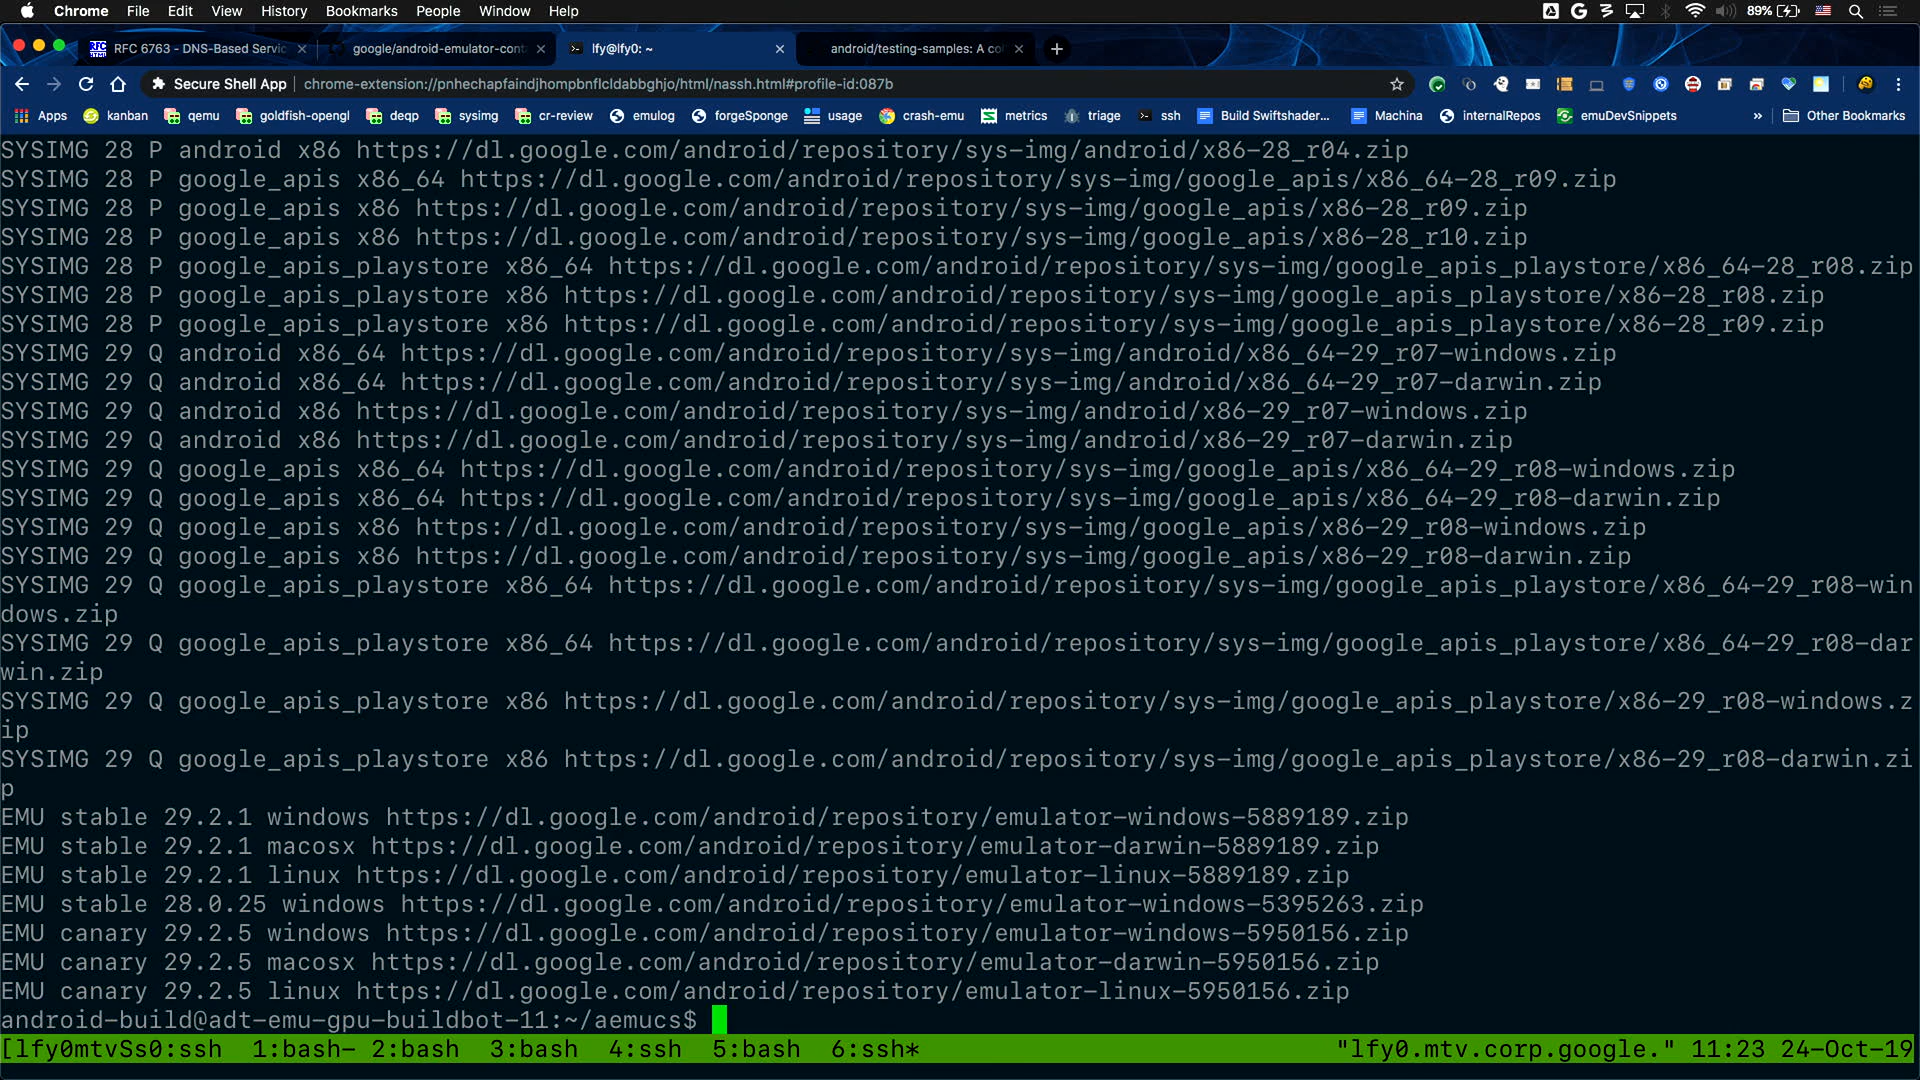 Chrome File Edit View History Bookmarks People Window Help 89%
RFC 6763 - DNS-Based Servic google/android-emulator-cont lfy@lfy0: ~ android/testing-samples: A co
Secure Shell App chrome-extension://pnhechapfaindjhompbnflcldabbghjo/html/nassh.html#profile-id:087b
Apps kanban qemu goldfish-opengl deqp sysimg cr-review emulog forgeSponge usage crash-emu metrics triage ssh Build Swiftshader... Machina internalRepos emuDevSnippets » Other Bookmarks
SYSIMG 28 P android x86 https://dl.google.com/android/repository/sys-img/android/x86-28_r04.zip
SYSIMG 28 P google_apis x86_64 https://dl.google.com/android/repository/sys-img/google_apis/x86_64-28_r09.zip
SYSIMG 28 P google_apis x86 https://dl.google.com/android/repository/sys-img/google_apis/x86-28_r09.zip
SYSIMG 28 P google_apis x86 https://dl.google.com/android/repository/sys-img/google_apis/x86-28_r10.zip
SYSIMG 28 P google_apis_playstore x86_64 https://dl.google.com/android/repository/sys-img/google_apis_playstore/x86_64-28_r08.zip
SYSIMG 28 P google_apis_playstore x86 https://dl.google.com/android/repository/sys-img/google_apis_playstore/x86-28_r08.zip
SYSIMG 28 P google_apis_playstore x86 https://dl.google.com/android/repository/sys-img/google_apis_playstore/x86-28_r09.zip
SYSIMG 29 Q android x86_64 https://dl.google.com/android/repository/sys-img/android/x86_64-29_r07-windows.zip
SYSIMG 29 Q android x86_64 https://dl.google.com/android/repository/sys-img/android/x86_64-29_r07-darwin.zip
SYSIMG 29 Q android x86 https://dl.google.com/android/repository/sys-img/android/x86-29_r07-windows.zip
SYSIMG 29 Q android x86 https://dl.google.com/android/repository/sys-img/android/x86-29_r07-darwin.zip
SYSIMG 29 Q google_apis x86_64 https://dl.google.com/android/repository/sys-img/google_apis/x86_64-29_r08-windows.zip
SYSIMG 29 Q google_apis x86_64 https://dl.google.com/android/repository/sys-img/google_apis/x86_64-29_r08-darwin.zip
SYSIMG 29 Q google_apis x86 https://dl.google.com/android/repository/sys-img/google_apis/x86-29_r08-windows.zip
SYSIMG 29 Q google_apis x86 https://dl.google.com/android/repository/sys-img/google_apis/x86-29_r08-darwin.zip
SYSIMG 29 Q google_apis_playstore x86_64 https://dl.google.com/android/repository/sys-img/google_apis_playstore/x86_64-29_r08-win
dows.zip
SYSIMG 29 Q google_apis_playstore x86_64 https://dl.google.com/android/repository/sys-img/google_apis_playstore/x86_64-29_r08-dar
win.zip
SYSIMG 29 Q google_apis_playstore x86 https://dl.google.com/android/repository/sys-img/google_apis_playstore/x86-29_r08-windows.z
ip
SYSIMG 29 Q google_apis_playstore x86 https://dl.google.com/android/repository/sys-img/google_apis_playstore/x86-29_r08-darwin.zi
p
EMU stable 29.2.1 windows https://dl.google.com/android/repository/emulator-windows-5889189.zip
EMU stable 29.2.1 macosx https://dl.google.com/android/repository/emulator-darwin-5889189.zip
EMU stable 29.2.1 linux https://dl.google.com/android/repository/emulator-linux-5889189.zip
EMU stable 28.0.25 windows https://dl.google.com/android/repository/emulator-windows-5395263.zip
EMU canary 29.2.5 windows https://dl.google.com/android/repository/emulator-windows-5950156.zip
EMU canary 29.2.5 macosx https://dl.google.com/android/repository/emulator-darwin-5950156.zip
EMU canary 29.2.5 linux https://dl.google.com/android/repository/emulator-linux-5950156.zip
android-build@adt-emu-gpu-buildbot-11:~/aemucs$
[lfy0mtvSs0:ssh 1:bash- 2:bash 3:bash 4:ssh 5:bash 6:ssh* "lfy0.mtv.corp.google." 11:23 24-Oct-19